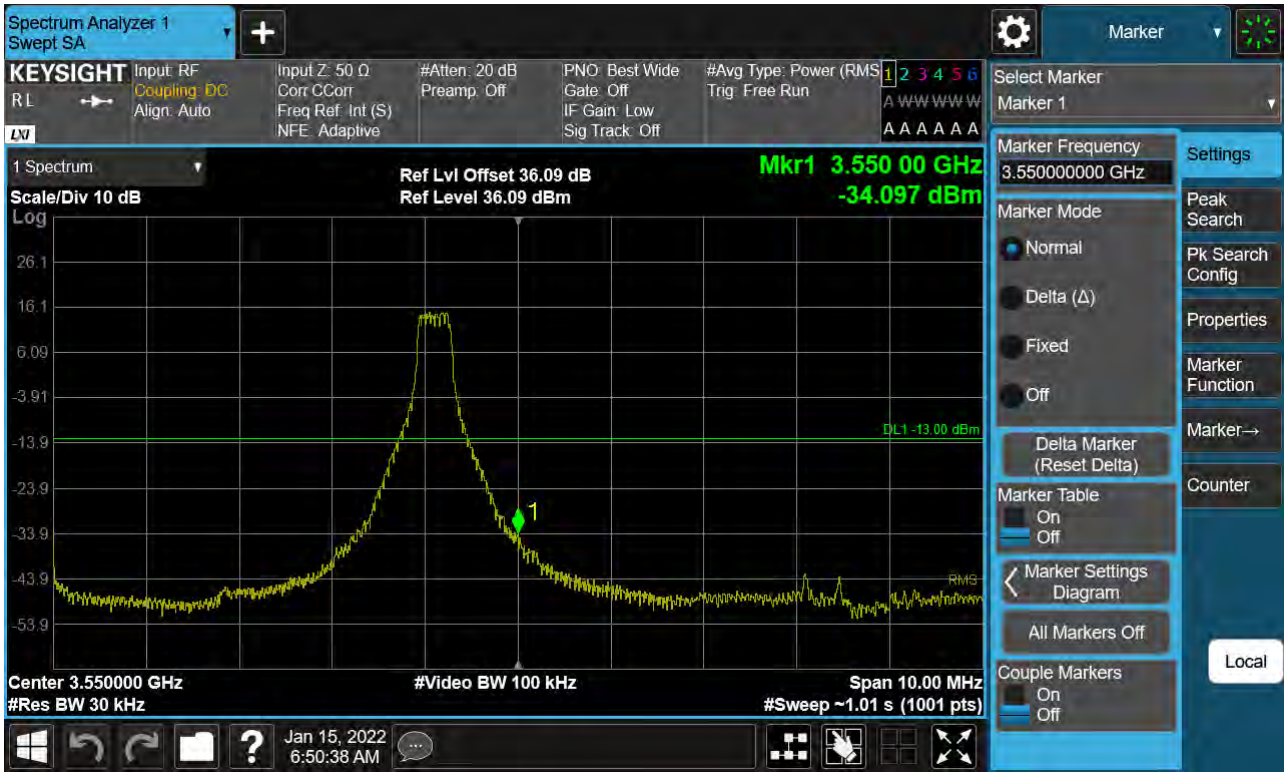 Spectrum Analyzer 1
Swept SA
+
Marker
KEYSIGHT
RL
LXI
Input: RF
Coupling: DC
Align: Auto
Input Z: 50 Ω
Corr CCorr
Freq Ref: Int (S)
NFE: Adaptive
#Atten: 20 dB
Preamp: Off
PNO: Best Wide
Gate: Off
IF Gain: Low
Sig Track: Off
#Avg Type: Power (RMS
Trig: Free Run
1 2 3 4 5 6
A W W W W W
A A A A A A
Select Marker
Marker 1
1 Spectrum
Scale/Div 10 dB
Log
Ref Lvl Offset 36.09 dB
Ref Level 36.09 dBm
Mkr1 3.550 00 GHz
-34.097 dBm
26.1
16.1
6.09
-3.91
-13.9
-23.9
-33.9
-43.9
-53.9
DL1 -13.00 dBm
1
RMS
Center 3.550000 GHz
#Res BW 30 kHz
#Video BW 100 kHz
Span 10.00 MHz
#Sweep ~1.01 s (1001 pts)
Marker Frequency
3.550000000 GHz
Marker Mode
Normal
Delta (Δ)
Fixed
Off
Delta Marker
(Reset Delta)
Marker Table
On
Off
Marker Settings
Diagram
All Markers Off
Couple Markers
On
Off
Settings
Peak
Search
Pk Search
Config
Properties
Marker
Function
Marker→
Counter
Local
?
Jan 15, 2022
6:50:38 AM